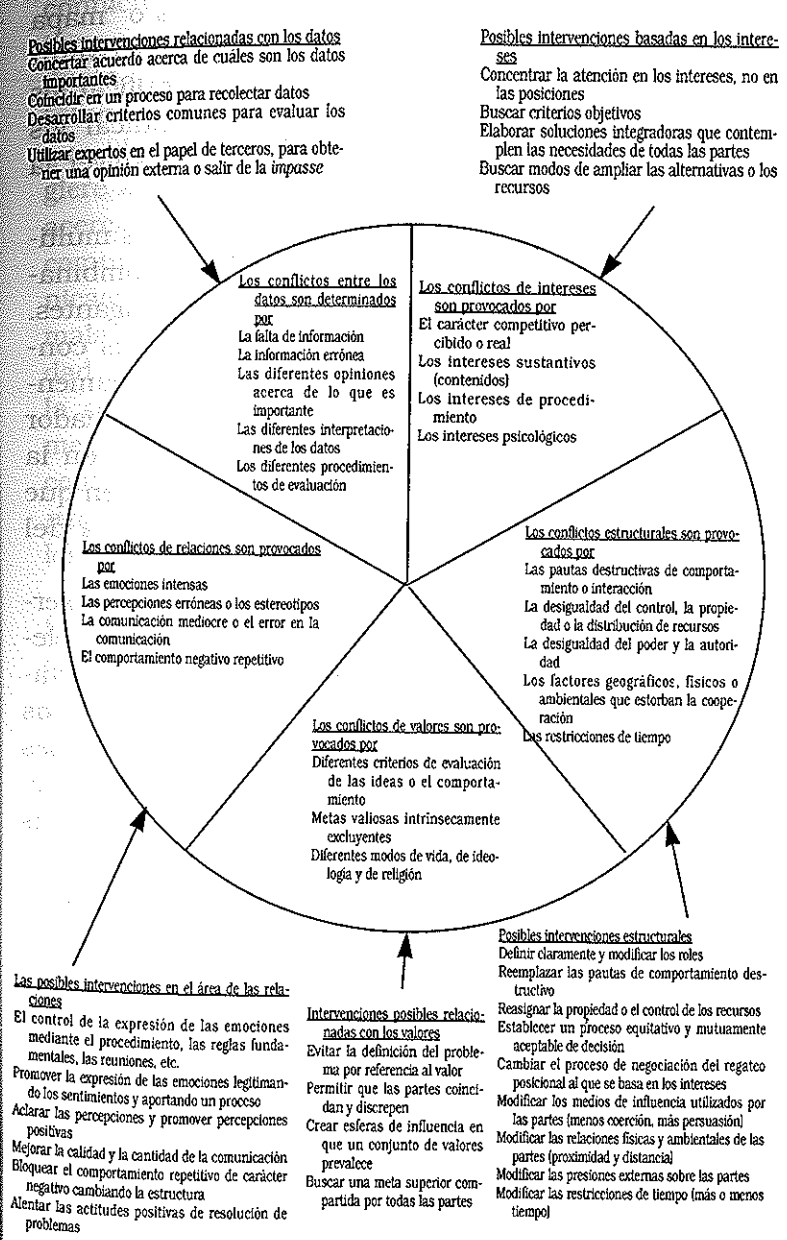 Posibles intervenciones relacionadas con los datos
Concertar acuerdo acerca de cuáles son los datos
importantes
Coincidir en un proceso para recolectar datos
Desarrollar criterios comunes para evaluar los
datos
Utilizar expertos en el papel de terceros, para obte-
ner una opinión externa o salir de la impasse
Posibles intervenciones basadas en los intere-
ses
Concentrar la atención en los intereses, no en
las posiciones
Buscar criterios objetivos
Elaborar soluciones integradoras que contem-
plen las necesidades de todas las partes
Buscar modos de ampliar las alternativas o los
recursos
Los conflictos entre los
datos son determinados
por
La falta de información
La información errónea
Las diferentes opiniones
acerca de lo que es
importante
Las diferentes interpretacio-
nes de los datos
Los diferentes procedimien-
tos de evaluación
Los conflictos de intereses
son provocados por
El carácter competitivo per-
cibido o real
Los intereses sustantivos
(contenidos)
Los intereses de procedi-
miento
Los intereses psicológicos
Los conflictos de relaciones son provocados
por
Las emociones intensas
Las percepciones erróneas o los estereotipos
La comunicación mediocre o el error en la
comunicación
El comportamiento negativo repetitivo
Los conflictos estructurales son provo-
cados por
Las pautas destructivas de comporta-
miento o interacción
La desigualdad del control, la propie-
dad o la distribución de recursos
La desigualdad del poder y la autori-
dad
Los factores geográficos, físicos o
ambientales que estorban la coope-
ración
Las restricciones de tiempo
Los conflictos de valores son pro-
vocados por
Diferentes criterios de evaluación
de las ideas o el comporta-
miento
Metas valiosas intrínsecamente
excluyentes
Diferentes modos de vida, de ideo-
logía y de religión
Las posibles intervenciones en el área de las rela-
ciones
El control de la expresión de las emociones
mediante el procedimiento, las reglas funda-
mentales, las reuniones, etc.
Promover la expresión de las emociones legitiman-
do los sentimientos y aportando un proceso
Aclarar las percepciones y promover percepciones
positivas
Mejorar la calidad y la cantidad de la comunicación
Bloquear el comportamiento repetitivo de carácter
negativo cambiando la estructura
Alentar las actitudes positivas de resolución de
problemas
Intervenciones posibles relacio-
nadas con los valores
Evitar la definición del proble-
ma por referencia al valor
Permitir que las partes coinci-
dan y discrepen
Crear esferas de influencia en
que un conjunto de valores
prevalece
Buscar una meta superior com-
partida por todas las partes
Posibles intervenciones estructurales
Definir claramente y modificar los roles
Reemplazar las pautas de comportamiento des-
tructivo
Reasignar la propiedad o el control de los recursos
Establecer un proceso equitativo y mutuamente
aceptable de decisión
Cambiar el proceso de negociación del regateo
posicional al que se basa en los intereses
Modificar los medios de influencia utilizados por
las partes (menos coerción, más persuasión)
Modificar las relaciones físicas y ambientales de las
partes (proximidad y distancia)
Modificar las presiones externas sobre las partes
Modificar las restricciones de tiempo (más o menos
tiempo)